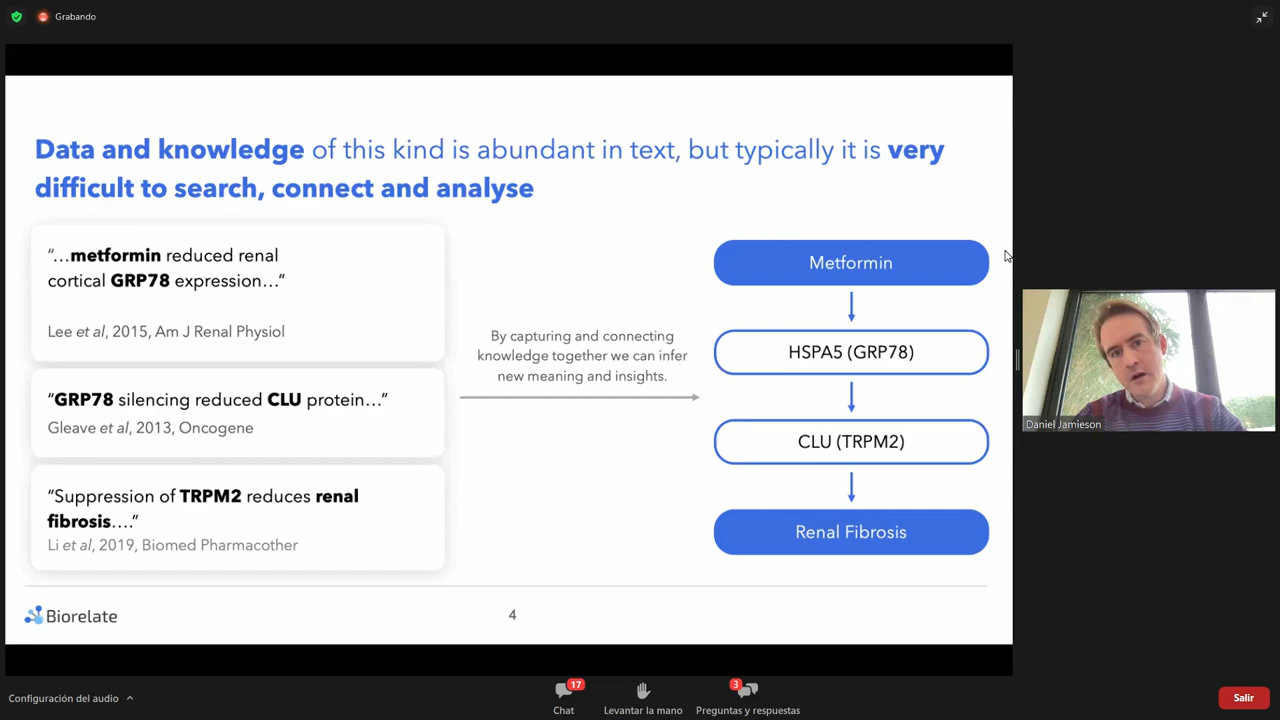 Grabando
Data and knowledge of this kind is abundant in text, but typically it is very
difficult to search, connect and analyse
“…metformin reduced renal
cortical GRP78 expression…”
Lee et al, 2015, Am J Renal Physiol
“GRP78 silencing reduced CLU protein…”
Gleave et al, 2013, Oncogene
“Suppression of TRPM2 reduces renal
fibrosis….”
Li et al, 2019, Biomed Pharmacother
By capturing and connecting
knowledge together we can infer
new meaning and insights.
Metformin
HSPA5 (GRP78)
CLU (TRPM2)
Renal Fibrosis
Biorelate
4
Daniel Jamieson
Configuración del audio
17
Chat
Levantar la mano
3
Preguntas y respuestas
Salir